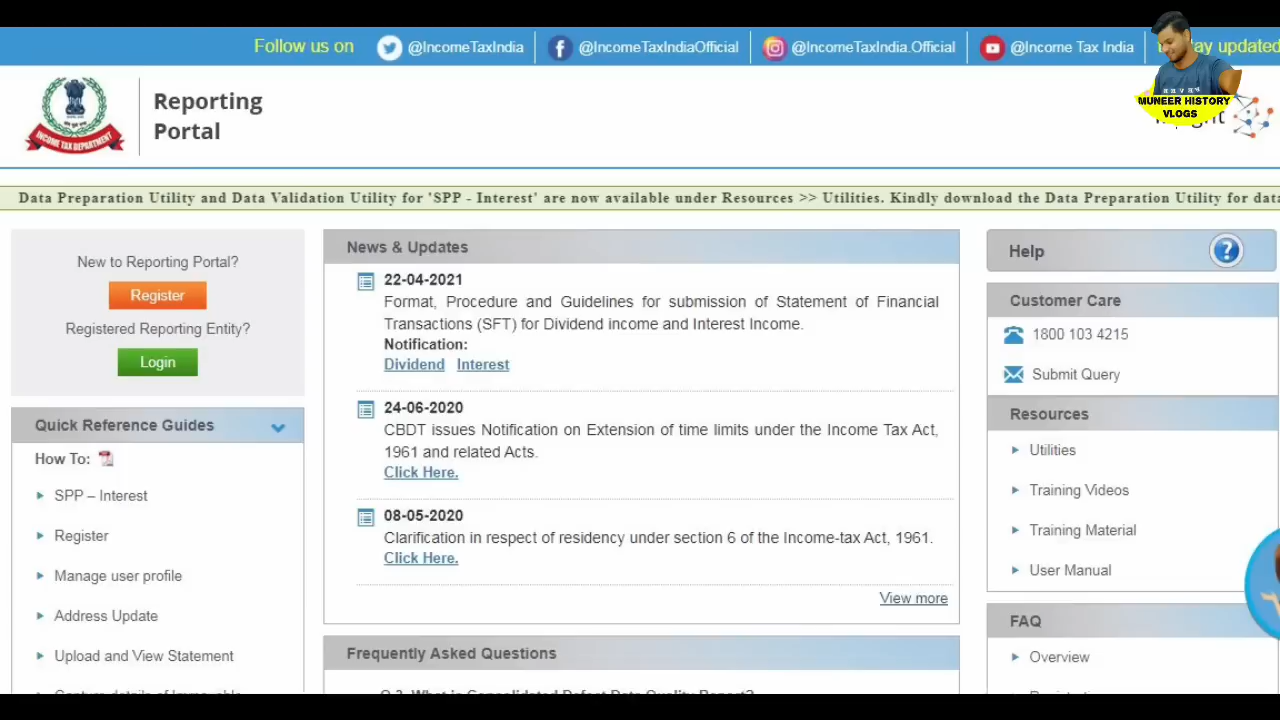 Follow us on @IncomeTaxIndia @IncomeTaxIndiaOfficial @IncomeTaxIndia.Official @Income Tax India updated
MUNEER HISTORY
VLOGS
INCOME TAX DEPARTMENT
Reporting
Portal
Data Preparation Utility and Data Validation Utility for 'SPP - Interest' are now available under Resources >> Utilities. Kindly download the Data Preparation Utility for
New to Reporting Portal?
Register
Registered Reporting Entity?
Login
Quick Reference Guides
How To:
SPP – Interest
Register
Manage user profile
Address Update
Upload and View Statement
News & Updates
22-04-2021
Format, Procedure and Guidelines for submission of Statement of Financial
Transactions (SFT) for Dividend income and Interest Income.
Notification:
Dividend Interest
24-06-2020
CBDT issues Notification on Extension of time limits under the Income Tax Act,
1961 and related Acts.
Click Here.
08-05-2020
Clarification in respect of residency under section 6 of the Income-tax Act, 1961.
Click Here.
View more
Frequently Asked Questions
Help ?
Customer Care
1800 103 4215
Submit Query
Resources
Utilities
Training Videos
Training Material
User Manual
FAQ
Overview